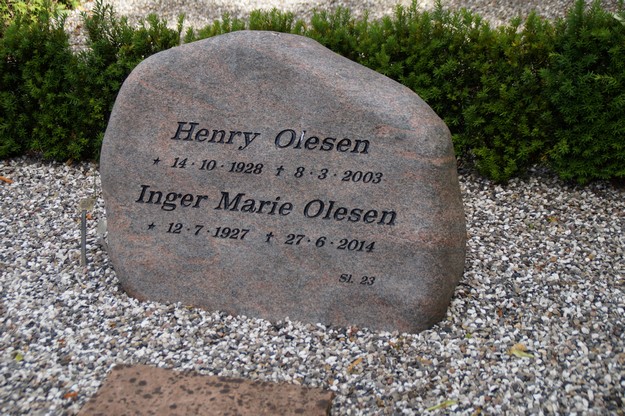 Henry Olesen
★ 14·10·1928 † 8·3·2003
Inger Marie Olesen
★ 12·7·1927 † 27·6·2014
Sl. 23